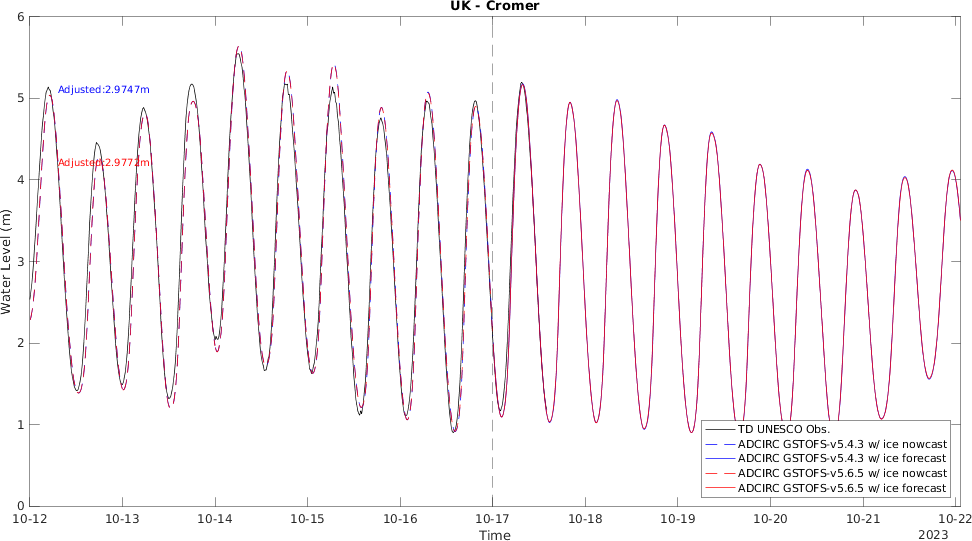 UK - Cromer
6
5
4
3
2
1
0
Water Level (m)
Adjusted:2.9747m
Adjusted:2.9772m
TD UNESCO Obs.
ADCIRC GSTOFS-v5.4.3 w/ ice nowcast
ADCIRC GSTOFS-v5.4.3 w/ ice forecast
ADCIRC GSTOFS-v5.6.5 w/ ice nowcast
ADCIRC GSTOFS-v5.6.5 w/ ice forecast
10-12 10-13 10-14 10-15 10-16 10-17 10-18 10-19 10-20 10-21 10-22
Time
2023